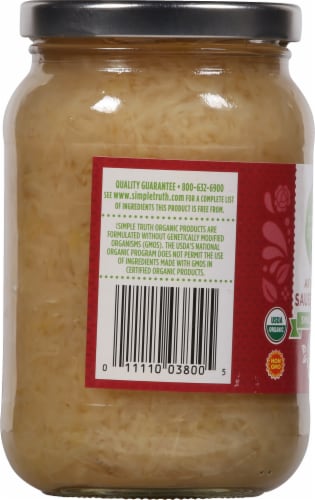 QUALITY GUARANTEE • 800-632-6900
SEE www.simpletruth.com FOR A COMPLETE LIST
OF INGREDIENTS THIS PRODUCT IS FREE FROM.
†SIMPLE TRUTH ORGANIC PRODUCTS ARE
FORMULATED WITHOUT GENETICALLY MODIFIED
ORGANISMS (GMOS). THE USDA'S NATIONAL
ORGANIC PROGRAM DOES NOT PERMIT THE USE
OF INGREDIENTS MADE WITH GMOS IN
CERTIFIED ORGANIC PRODUCTS.
0 11110 03800 5
USDA
ORGANIC
NON
GMO